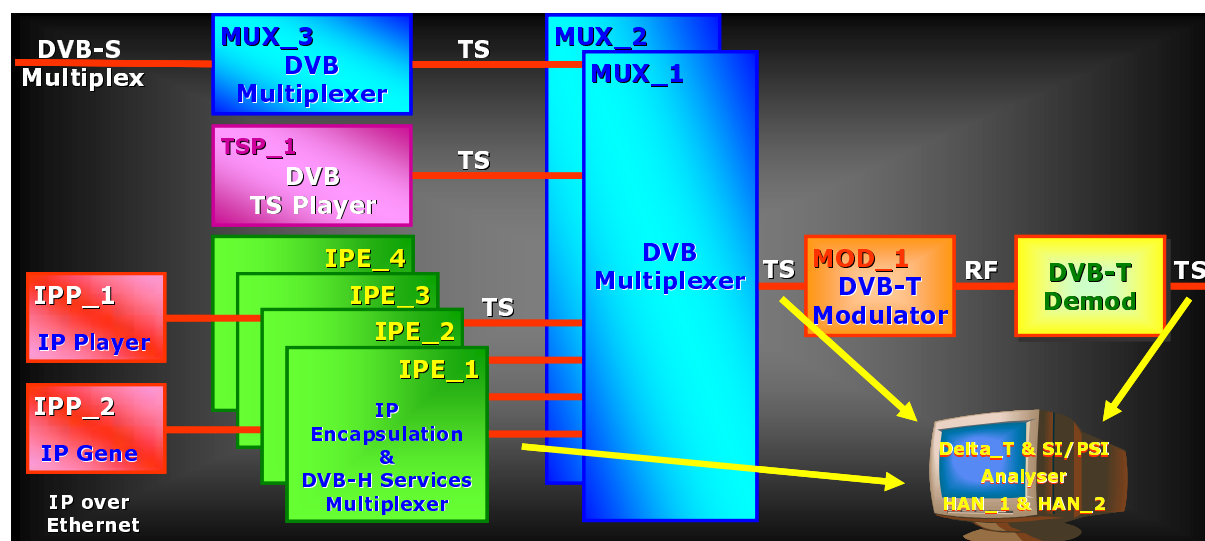 DVB-S
Multiplex
MUX_3
DVB
Multiplexer
TS
MUX_2
MUX_1
DVB
Multiplexer
TSP_1
DVB
TS Player
TS
IPE_4
IPE_3
IPE_2
IPE_1
IP
Encapsulation
&
DVB-H Services
Multiplexer
TS
IPP_1
IP Player
IPP_2
IP Gene
IP over
Ethernet
TS
MOD_1
DVB-T
Modulator
RF
DVB-T
Demod
TS
Delta_T & SI/PSI
Analyser
HAN_1 & HAN_2